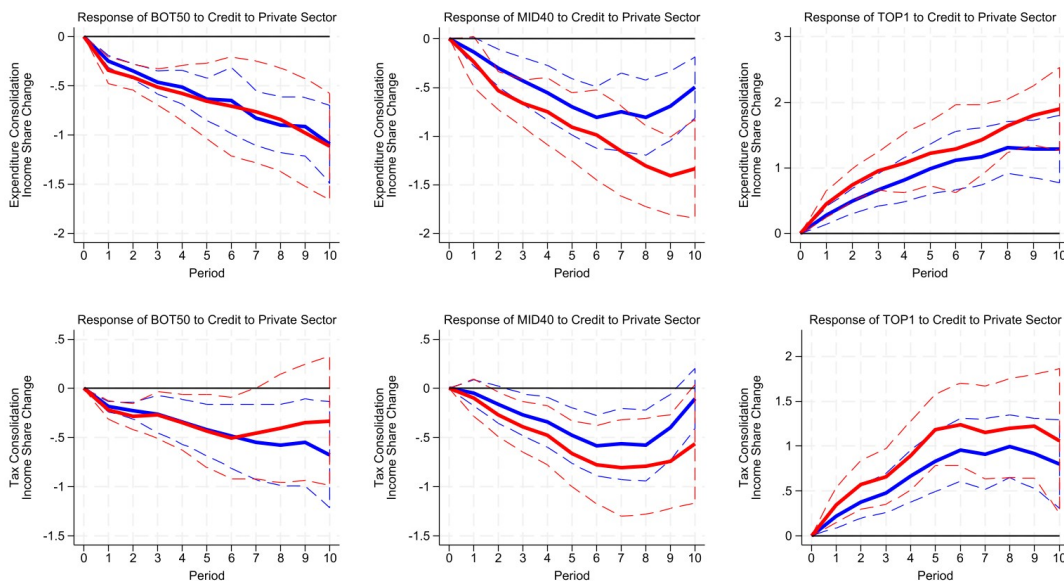 Response of BOT50 to Credit to Private Sector
Expenditure Consolidation
Income Share Change
0
-.5
-1
-1.5
-2
0 1 2 3 4 5 6 7 8 9 10
Period
Response of MID40 to Credit to Private Sector
Expenditure Consolidation
Income Share Change
0
-.5
-1
-1.5
-2
0 1 2 3 4 5 6 7 8 9 10
Period
Response of TOP1 to Credit to Private Sector
Expenditure Consolidation
Income Share Change
3
2
1
0
0 1 2 3 4 5 6 7 8 9 10
Period
Response of BOT50 to Credit to Private Sector
Tax Consolidation
Income Share Change
.5
0
-.5
-1
-1.5
0 1 2 3 4 5 6 7 8 9 10
Period
Response of MID40 to Credit to Private Sector
Tax Consolidation
Income Share Change
.5
0
-.5
-1
-1.5
0 1 2 3 4 5 6 7 8 9 10
Period
Response of TOP1 to Credit to Private Sector
Tax Consolidation
Income Share Change
2
1.5
1
.5
0
0 1 2 3 4 5 6 7 8 9 10
Period